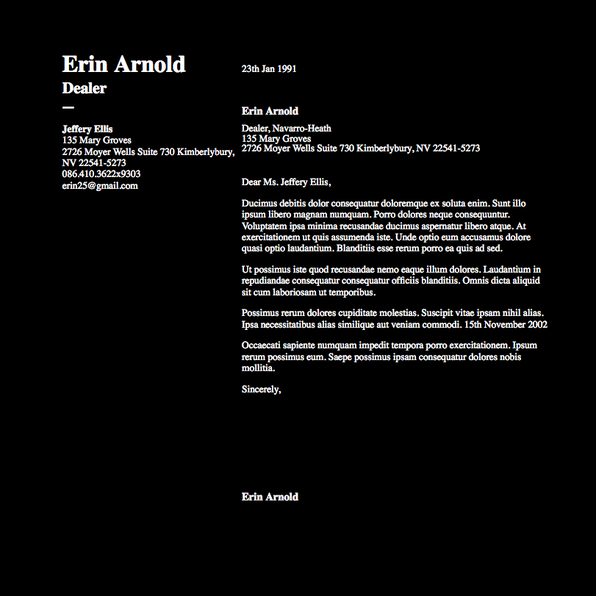 Erin Arnold
Dealer
—
Jeffery Ellis
135 Mary Groves
2726 Moyer Wells Suite 730 Kimberlybury,
NV 22541-5273
086.410.3622x9303
erin25@gmail.com
23th Jan 1991
Erin Arnold
Dealer, Navarro-Heath
135 Mary Groves
2726 Moyer Wells Suite 730 Kimberlybury, NV 22541-5273
Dear Ms. Jeffery Ellis,
Ducimus debitis dolor consequatur doloremque ex soluta enim. Sunt illo
ipsum libero magnam numquam. Porro dolores neque consequuntur.
Voluptatem ipsa minima recusandae ducimus aspernatur libero atque. At
exercitationem ut quis assumenda iste. Unde optio eum accusamus dolore
quasi optio laudantium. Blanditiis esse rerum porro ea quis ad sed.
Ut possimus iste quod recusandae nemo eaque illum dolores. Laudantium in
repudiandae consequatur consequatur officiis blanditiis. Omnis dicta aliquid
sit cum laboriosam ut temporibus.
Possimus rerum dolores cupiditate molestias. Suscipit vitae ipsam nihil alias.
Ipsa necessitatibus alias similique aut veniam commodi. 15th November 2002
Occaecati sapiente numquam impedit tempora porro exercitationem. Ipsum
rerum possimus eum. Saepe possimus ipsam consequatur dolores nobis
mollitia.
Sincerely,
Erin Arnold